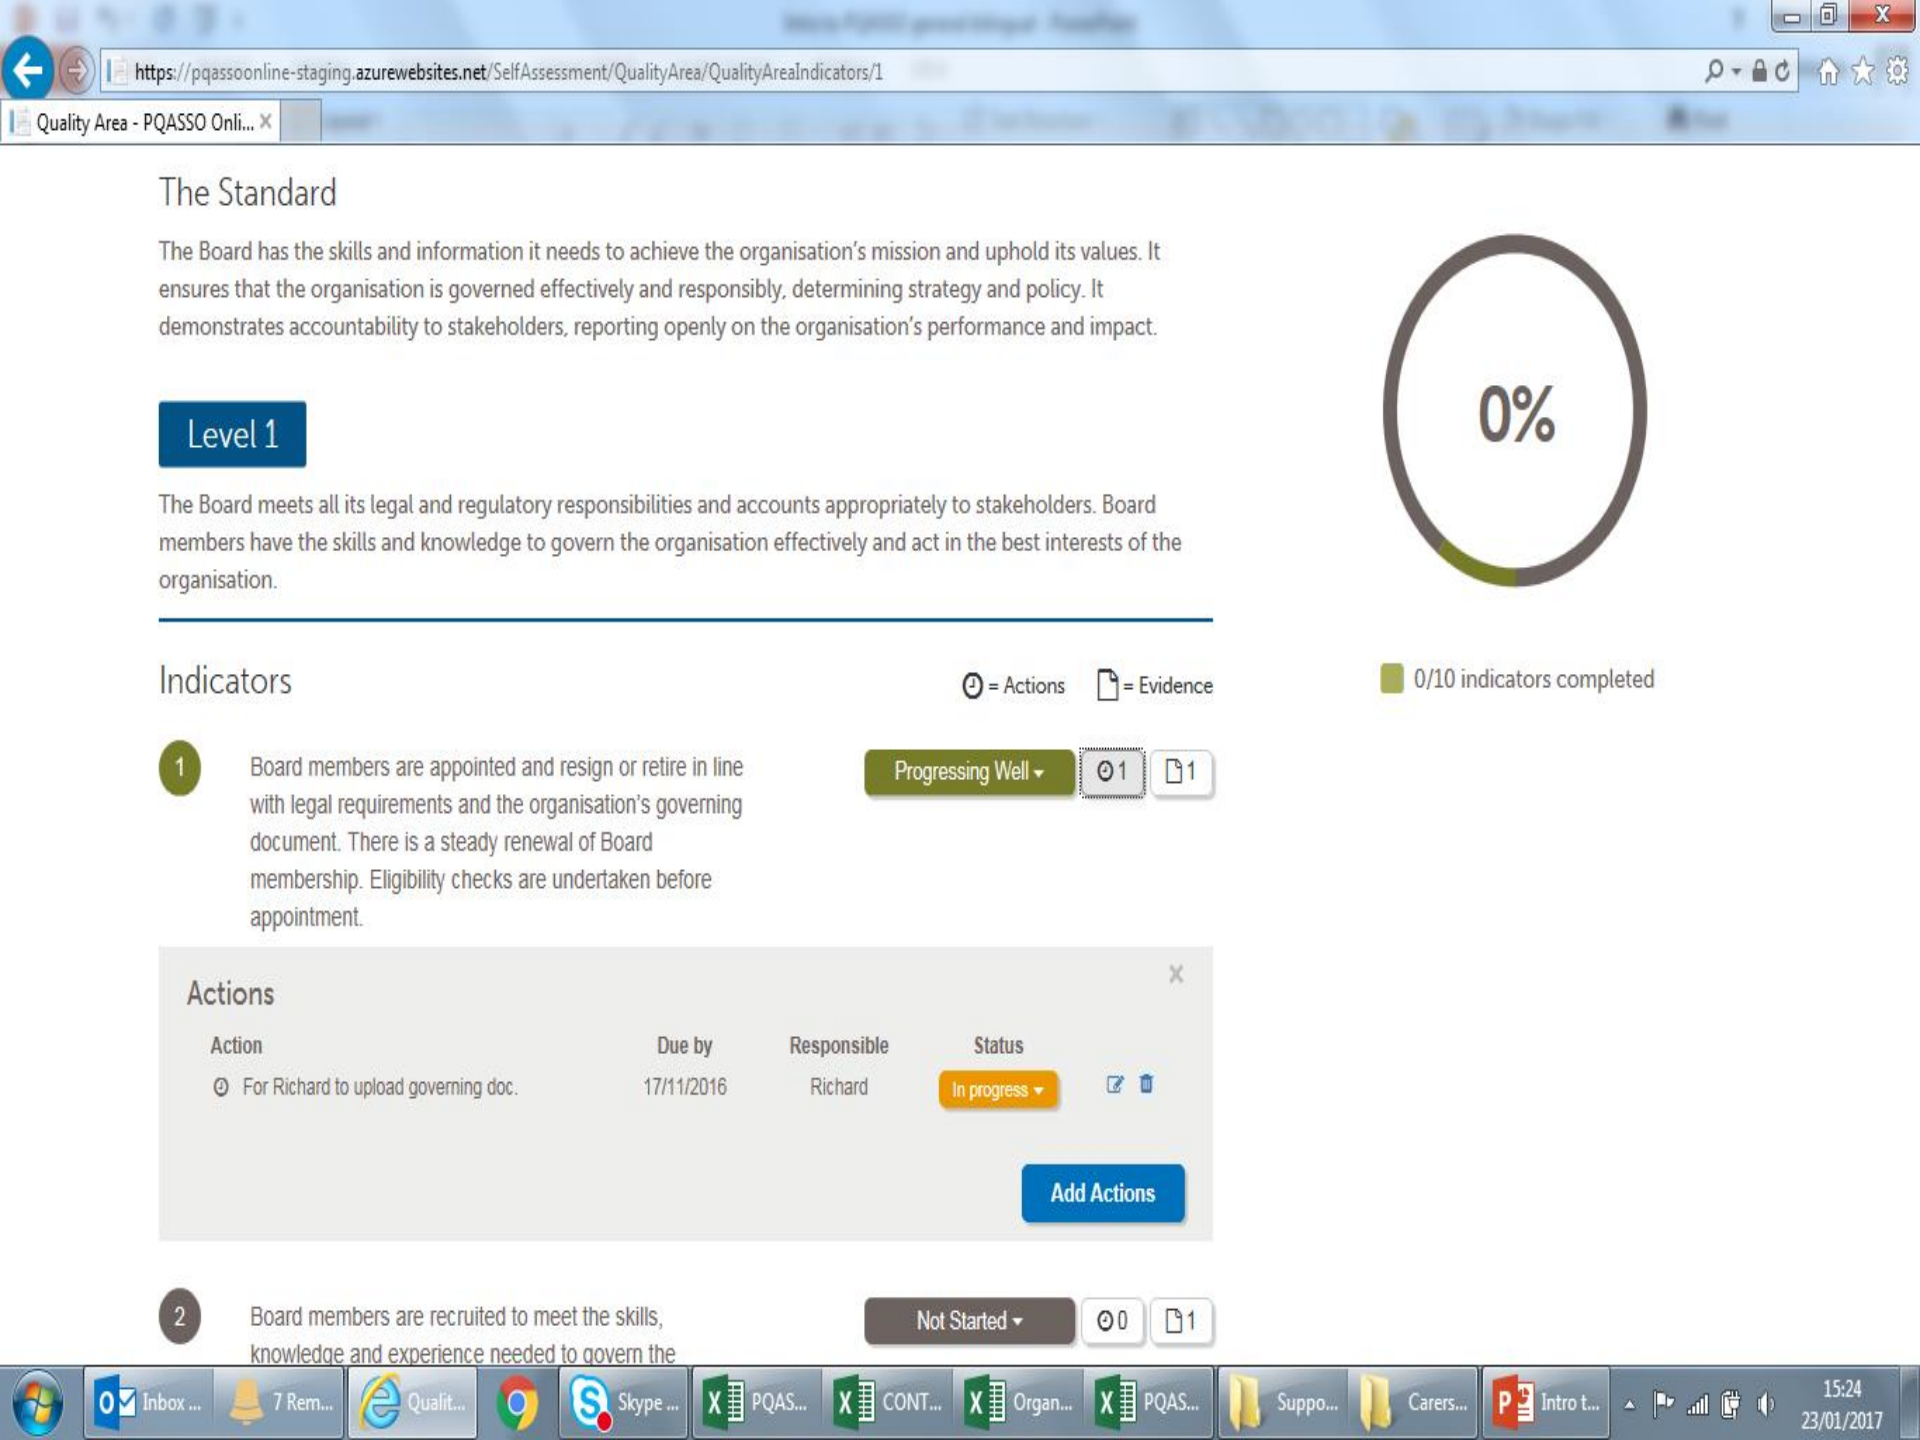 https://pqassoonline-staging.azurewebsites.net/SelfAssessment/QualityArea/QualityAreaIndicators/1
Quality Area - PQASSO Onli...
The Standard
The Board has the skills and information it needs to achieve the organisation's mission and uphold its values. It
ensures that the organisation is governed effectively and responsibly, determining strategy and policy. It
demonstrates accountability to stakeholders, reporting openly on the organisation's performance and impact.
0%
Level 1
The Board meets all its legal and regulatory responsibilities and accounts appropriately to stakeholders. Board
members have the skills and knowledge to govern the organisation effectively and act in the best interests of the
organisation.
Indicators
= Actions
= Evidence
0/10 indicators completed
1
Board members are appointed and resign or retire in line
with legal requirements and the organisation's governing
document. There is a steady renewal of Board
membership. Eligibility checks are undertaken before
appointment.
Progressing Well
1
1
Actions
Action Due by Responsible Status
For Richard to upload governing doc. 17/11/2016 Richard In progress
Add Actions
2
Board members are recruited to meet the skills,
knowledge and experience needed to govern the
Not Started
0
1
Inbox ... 7 Rem... Qualit... Skype ... PQAS... CONT... Organ... PQAS... Suppo... Carers... Intro t...
15:24
23/01/2017